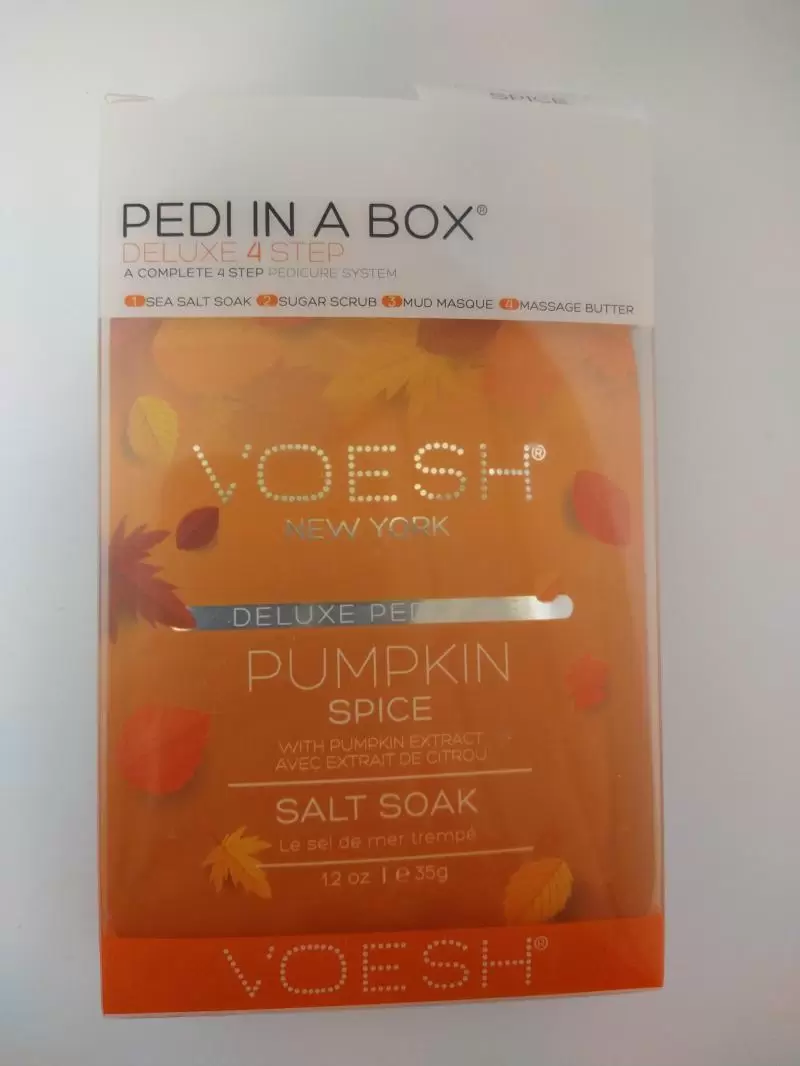 SPICE
PEDI IN A BOX®
DELUXE 4 STEP
A COMPLETE 4 STEP PEDICURE SYSTEM
1 SEA SALT SOAK 2 SUGAR SCRUB 3 MUD MASQUE 4 MASSAGE BUTTER
VOESH®
NEW YORK
DELUXE PED
PUMPKIN
SPICE
WITH PUMPKIN EXTRACT
AVEC EXTRAIT DE CITROU
SALT SOAK
Le sel de mer trempé
1.2 oz | e 35g
VOESH®